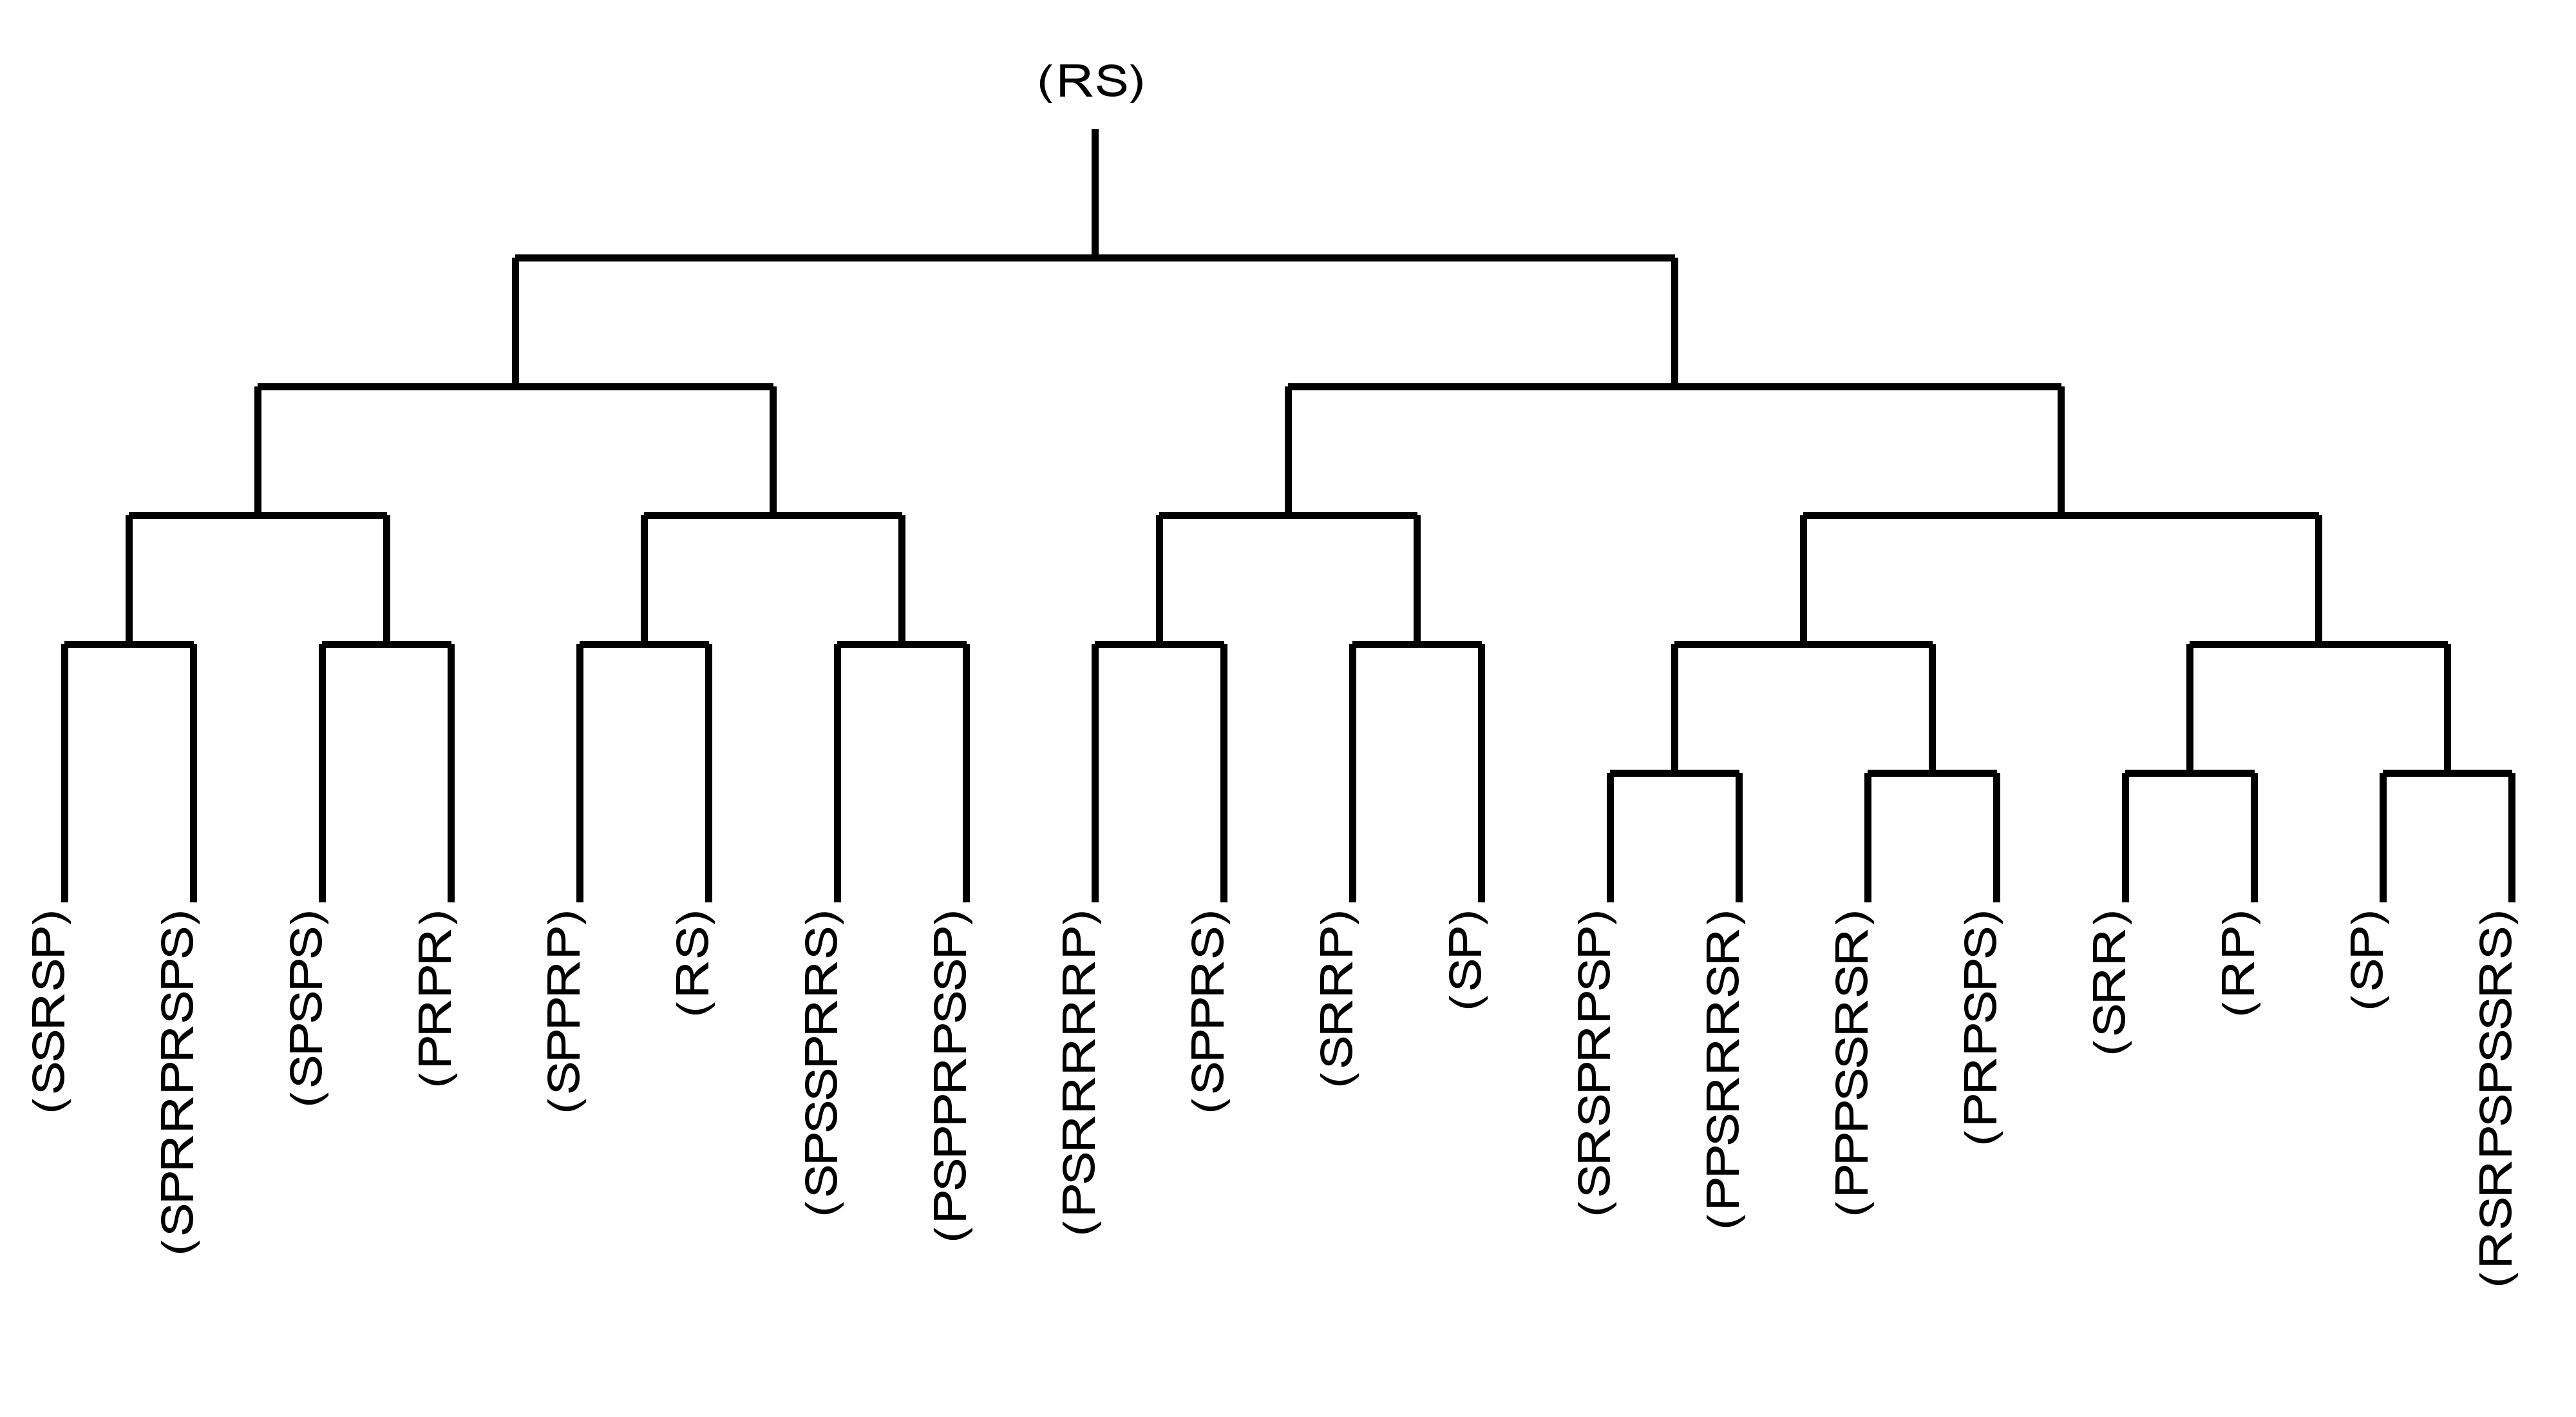 (RS)
(SSRSP)
(SPRRPRSPS)
(SPSPS)
(PRPR)
(SPPRP)
(RS)
(SPSSPRRS)
(PSPPRPSSP)
(PSRRRRRP)
(SPPRS)
(SRRP)
(SP)
(SRSPRPSP)
(PPSRRRSR)
(PPPSSRSR)
(PRPSPS)
(SRR)
(RP)
(SP)
(RSRPSPSSRS)